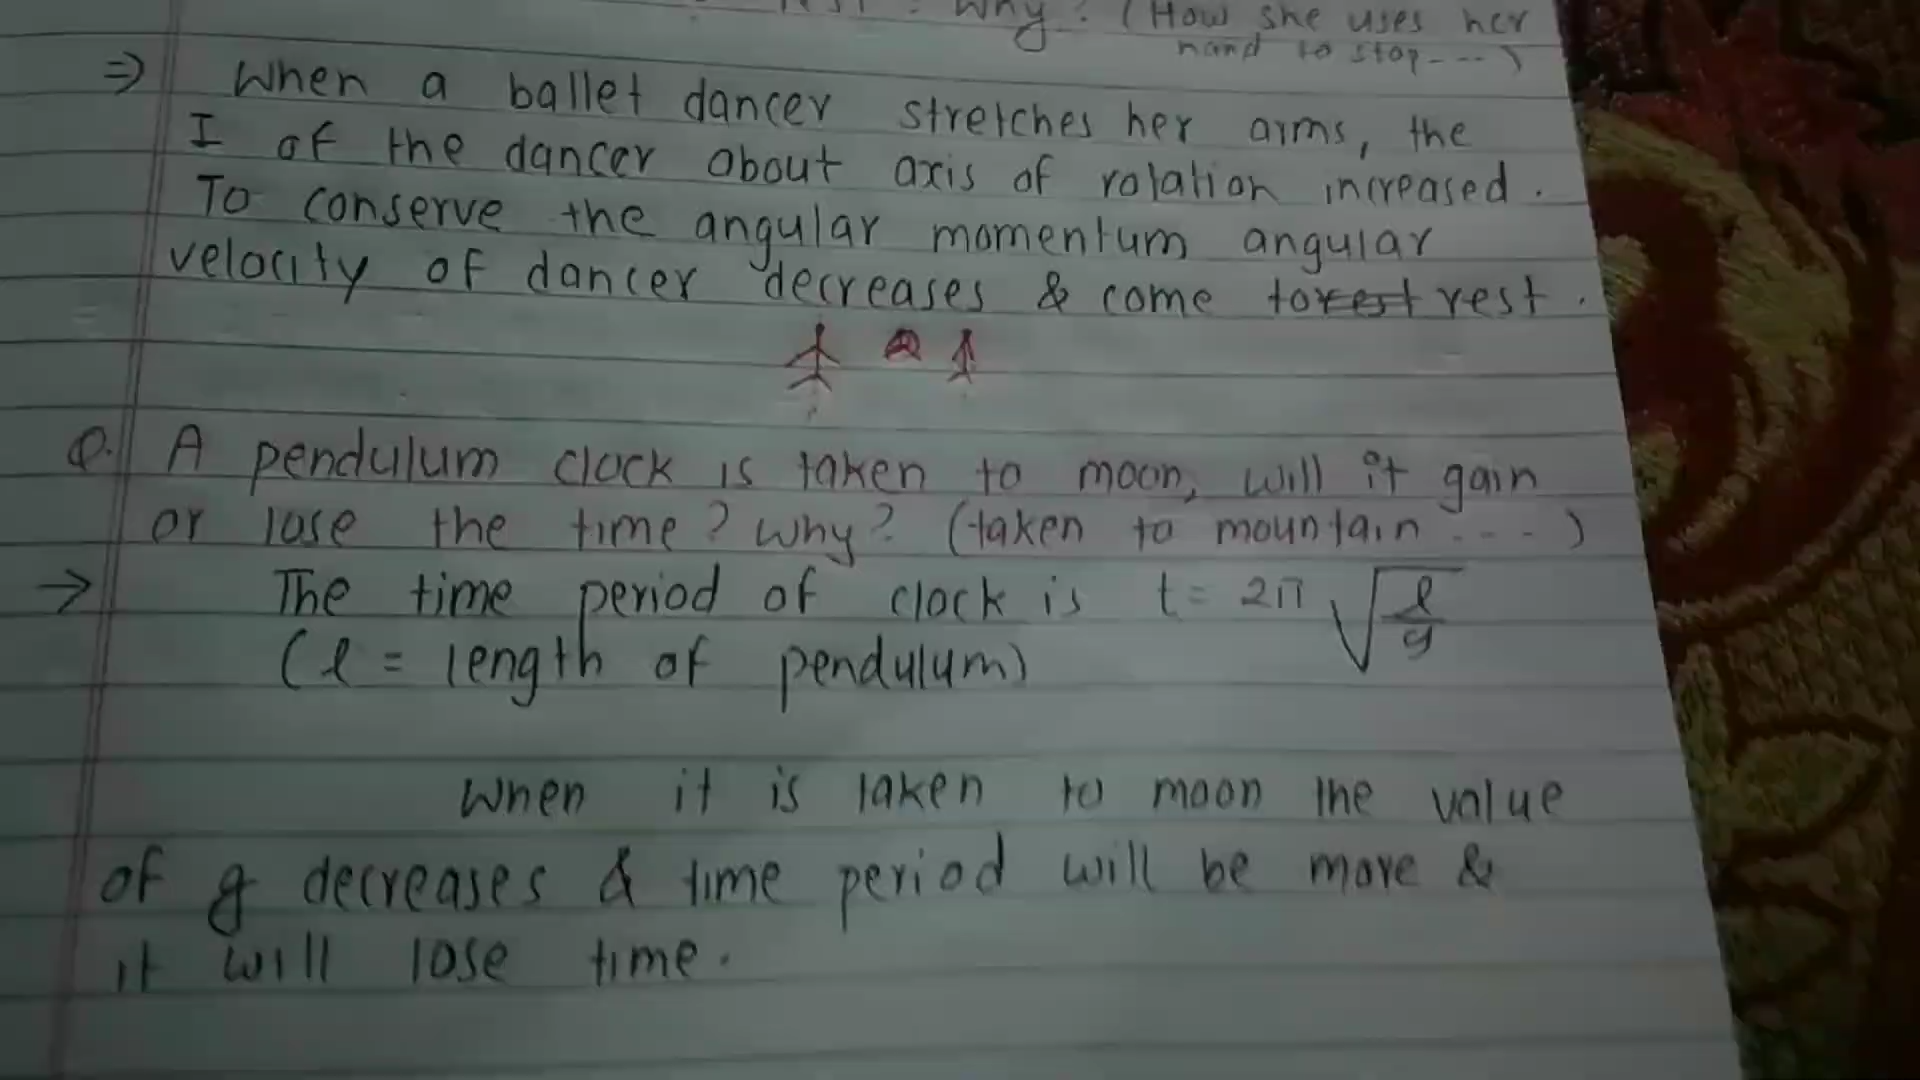 Why? (How she uses her
hand to stop----)
=> When a ballet dancer stretches her arms, the
I of the dancer about axis of rotation increased.
To conserve the angular momentum angular
velocity of dancer decreases & come to rest rest.
Q. A pendulum clock is taken to moon, will it gain
or lose the time? Why? (taken to mountain ----)
-> The time period of clock is t = 2π √(l/g)
(l = length of pendulum)
When it is taken to moon the value
of g decreases & time period will be more &
it will lose time.